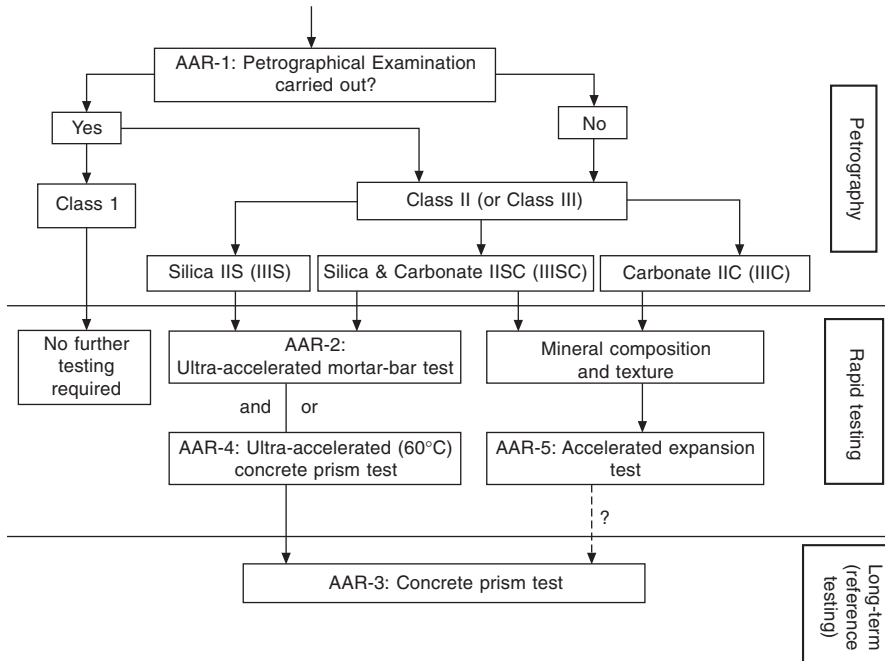 AAR-1: Petrographical Examination
carried out?
Yes
No
Petrography
Class 1
Class II (or Class III)
Silica IIS (IIIS)
Silica & Carbonate IISC (IIISC)
Carbonate IIC (IIIC)
No further
testing
required
AAR-2:
Ultra-accelerated mortar-bar test
Mineral composition
and texture
Rapid testing
and
or
AAR-4: Ultra-accelerated (60°C)
concrete prism test
AAR-5: Accelerated expansion
test
?
AAR-3: Concrete prism test
Long-term
(reference
testing)